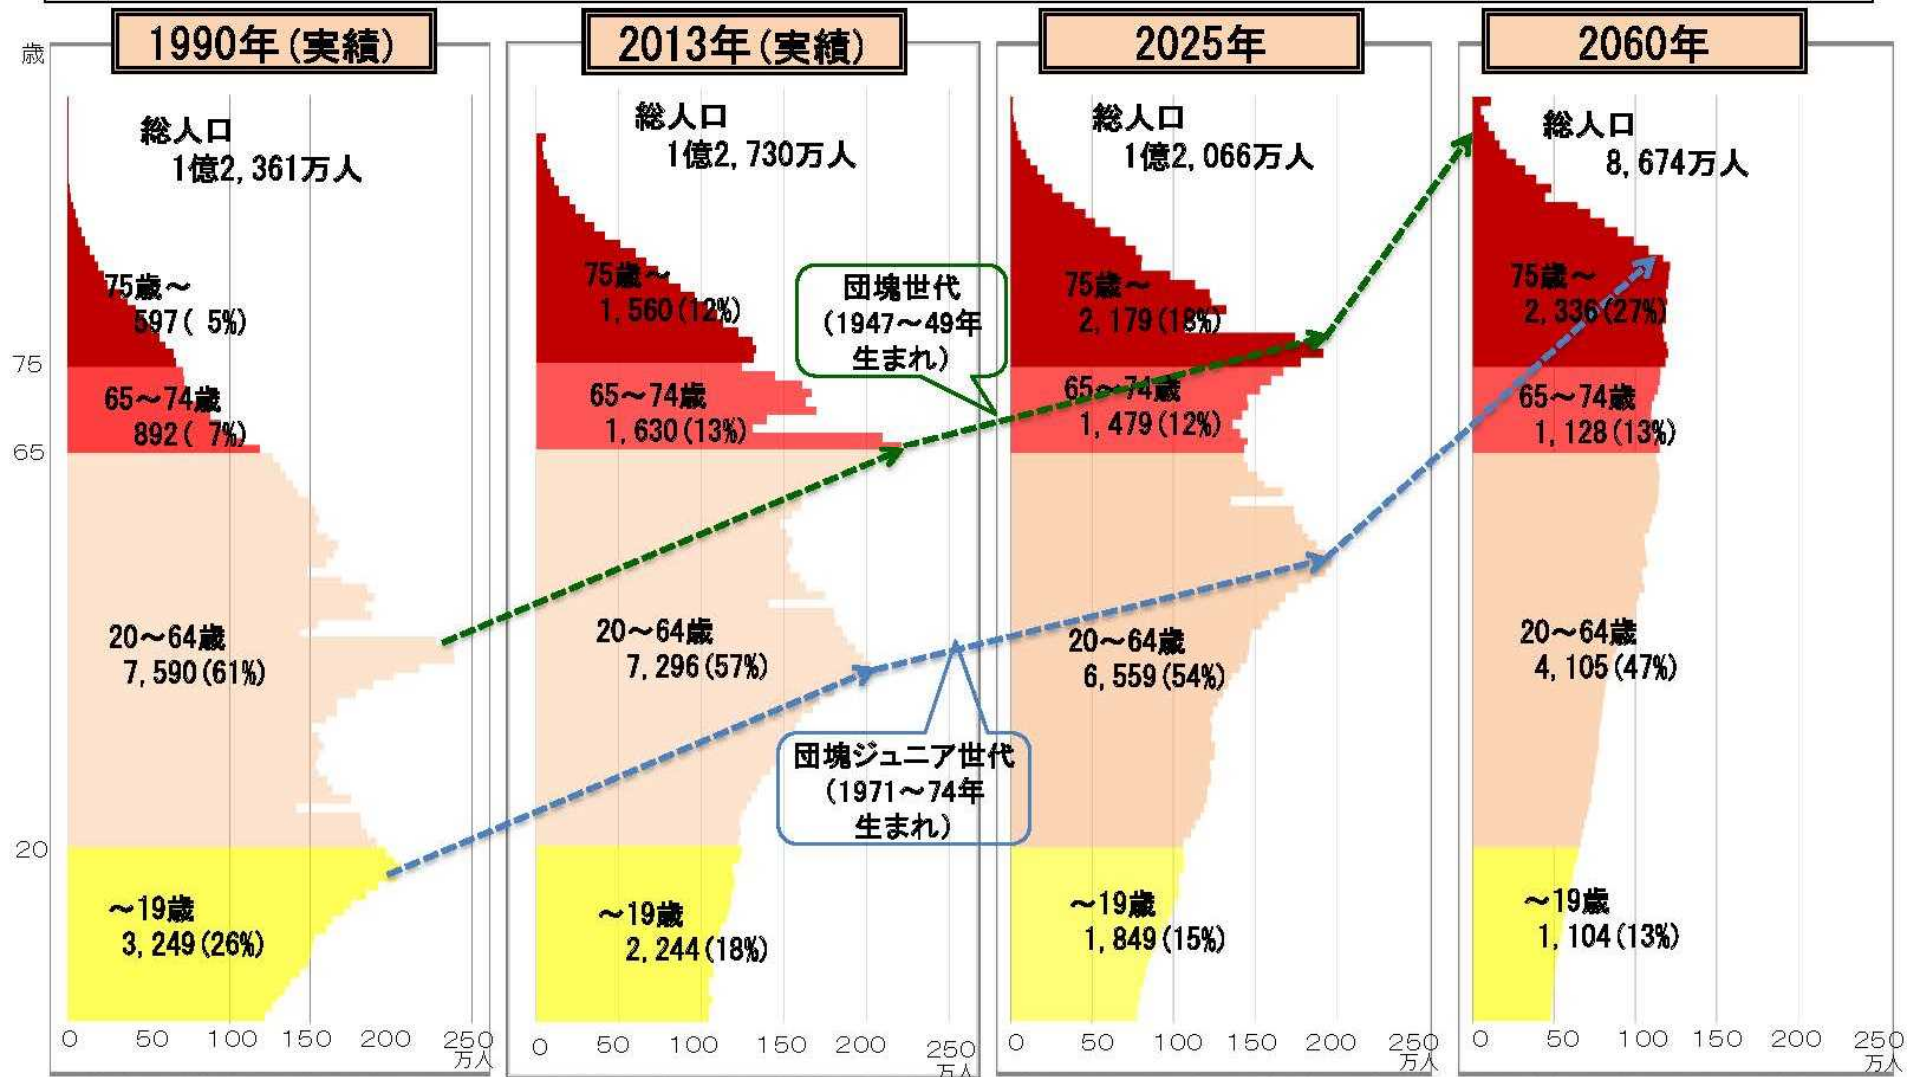 1990年(実績)
2013年(実績)
2025年
2060年
歳
総人口
1億2,361万人
75歳～
597( 5%)
75
65～74歳
892( 7%)
65
20～64歳
7,590(61%)
20
～19歳
3,249(26%)
0 50 100 150 200 250
万人
総人口
1億2,730万人
75歳～
1,560(12%)
65～74歳
1,630(13%)
20～64歳
7,296(57%)
～19歳
2,244(18%)
0 50 100 150 200 250
万人
団塊世代
(1947～49年
生まれ)
団塊ジュニア世代
(1971～74年
生まれ)
総人口
1億2,066万人
75歳～
2,179(18%)
65～74歳
1,479(12%)
20～64歳
6,559(54%)
～19歳
1,849(15%)
0 50 100 150 200 250
万人
総人口
8,674万人
75歳～
2,336(27%)
65～74歳
1,128(13%)
20～64歳
4,105(47%)
～19歳
1,104(13%)
0 50 100 150 200 250
万人